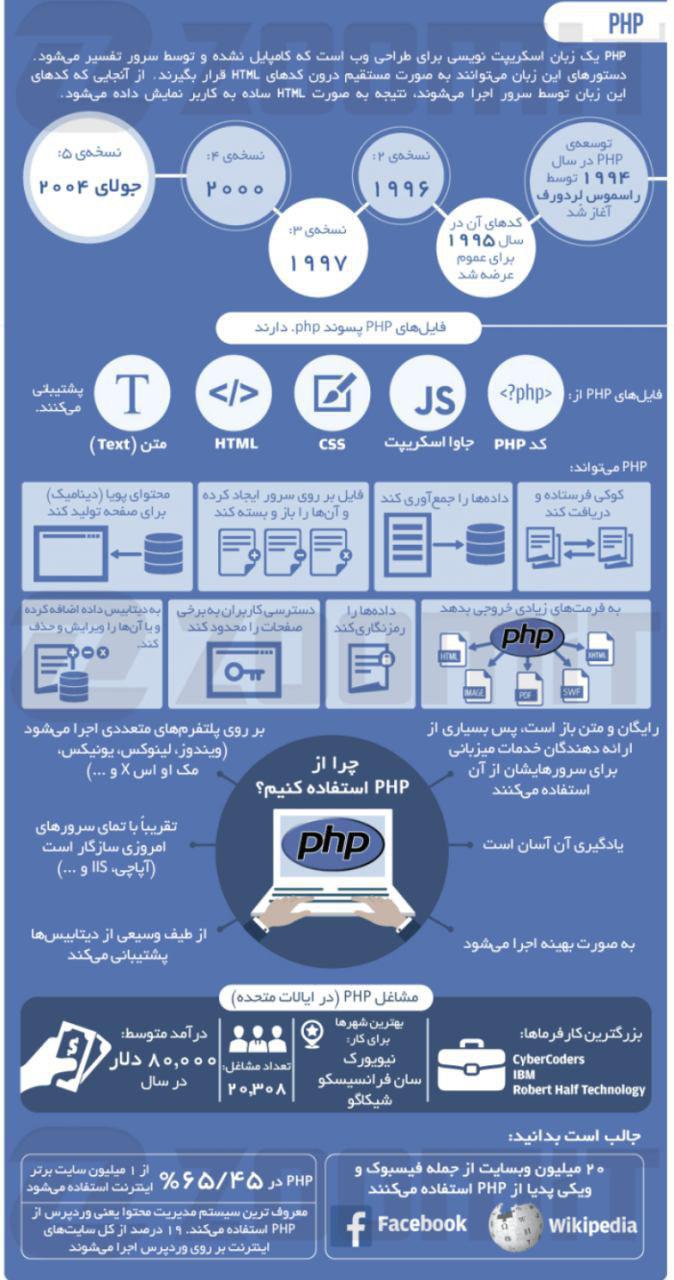 PHP
PHP یک زبان اسکریپت نویسی برای طراحی وب است که کامپایل نشده و توسط سرور تفسیر می‌شود.
دستورهای این زبان می‌توانند به صورت مستقیم درون کدهای HTML قرار بگیرند. از آنجایی که کدهای
این زبان توسط سرور اجرا می‌شوند، نتیجه به صورت HTML ساده به کاربر نمایش داده می‌شود.
توسعه‌ی
PHP در سال
۱۹۹۴ توسط
راسموس لردورف
آغاز شد
کدهای آن در
سال ۱۹۹۵
برای عموم
عرضه شد
نسخه‌ی ۲:
۱۹۹۶
نسخه‌ی ۳:
۱۹۹۷
نسخه‌ی ۴:
۲۰۰۰
نسخه‌ی ۵:
جولای ۲۰۰۴
فایل‌های PHP پسوند php. دارند
فایل‌های PHP از:
<?php>
کد PHP
JS
جاوا اسکریپت
CSS
</>
HTML
T
متن (Text)
پشتیبانی
می‌کنند.
PHP می‌تواند:
کوکی فرستاده و
دریافت کند
داده‌ها را جمع‌آوری کند
فایل بر روی سرور ایجاد کرده
و آن‌ها را باز و بسته کند
محتوای پویا (دینامیک)
برای صفحه تولید کند
به فرمت‌های زیادی خروجی بدهد
php
HTML
IMAGE
PDF
SWF
XHTML
داده‌ها را
رمزنگاری کند
دسترسی کاربران به برخی
صفحات را محدود کند
به دیتابیس داده اضافه کرده
و یا آن‌ها را ویرایش و حذف
کند.
ZOOMIT
چرا از
PHP استفاده کنیم؟
php
رایگان و متن باز است، پس بسیاری از
ارائه دهندگان خدمات میزبانی
برای سرورهایشان از آن
استفاده می‌کنند
یادگیری آن آسان است
به صورت بهینه اجرا می‌شود
بر روی پلتفرم‌های متعددی اجرا می‌شود
(ویندوز، لینوکس، یونیکس،
مک او اس X و ...)
تقریباً با تمای سرورهای
امروزی سازگار است
(آپاچی، IIS و ...)
از طیف وسیعی از دیتابیس‌ها
پشتیبانی می‌کند
مشاغل PHP (در ایالات متحده)
بزرگترین کارفرماها:
CyberCoders
IBM
Robert Half Technology
بهترین شهرها
برای کار:
نیویورک
سان فرانسیسکو
شیکاگو
تعداد مشاغل:
۲۰,۳۰۸
درآمد متوسط:
۸۰,۰۰۰ دلار
در سال
جالب است بدانید:
۲۰ میلیون وبسایت از جمله فیسبوک و
ویکی پدیا از PHP استفاده می‌کنند
Facebook
Wikipedia
PHP در ۶۵/۴۵% از ۱ میلیون سایت برتر
اینترنت استفاده می‌شود
معروف ترین سیستم مدیریت محتوا یعنی وردپرس از
PHP استفاده می‌کند. ۱۹ درصد از کل سایت‌های
اینترنت بر روی وردپرس اجرا می‌شوند